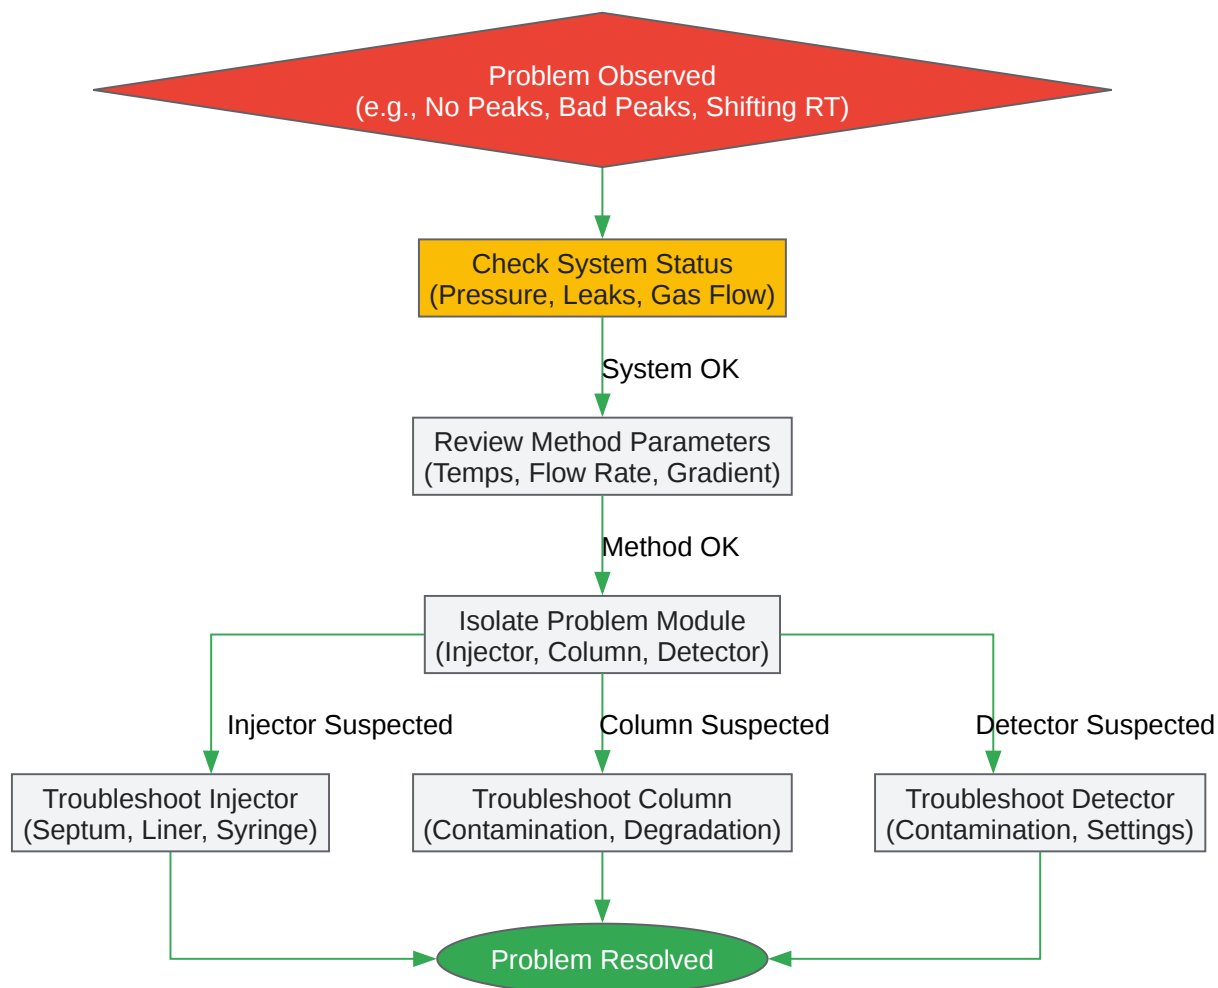 Problem Observed
(e.g., No Peaks, Bad Peaks, Shifting RT)
Check System Status
(Pressure, Leaks, Gas Flow)
System OK
Review Method Parameters
(Temps, Flow Rate, Gradient)
Method OK
Isolate Problem Module
(Injector, Column, Detector)
Injector Suspected
Column Suspected
Detector Suspected
Troubleshoot Injector
(Septum, Liner, Syringe)
Troubleshoot Column
(Contamination, Degradation)
Troubleshoot Detector
(Contamination, Settings)
Problem Resolved